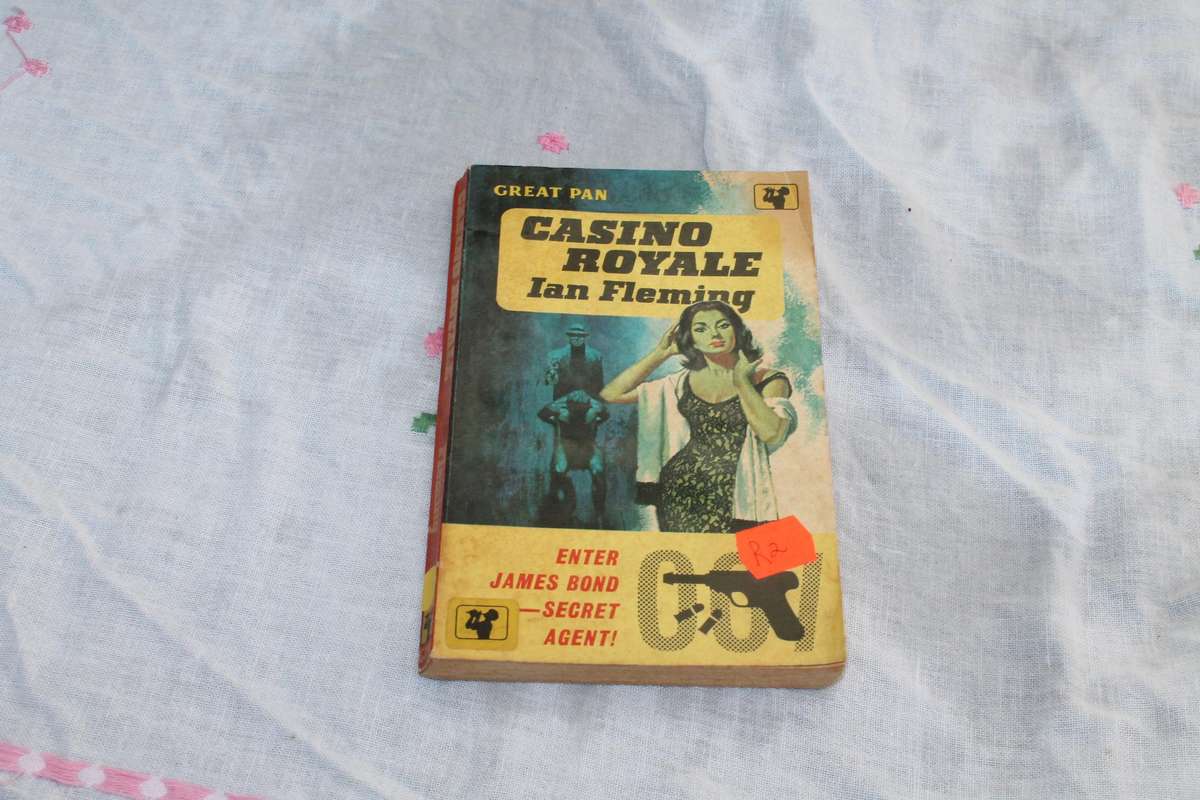 GREAT PAN
CASINO
ROYALE
Ian Fleming
ENTER
JAMES BOND
—SECRET
AGENT!
007
R2